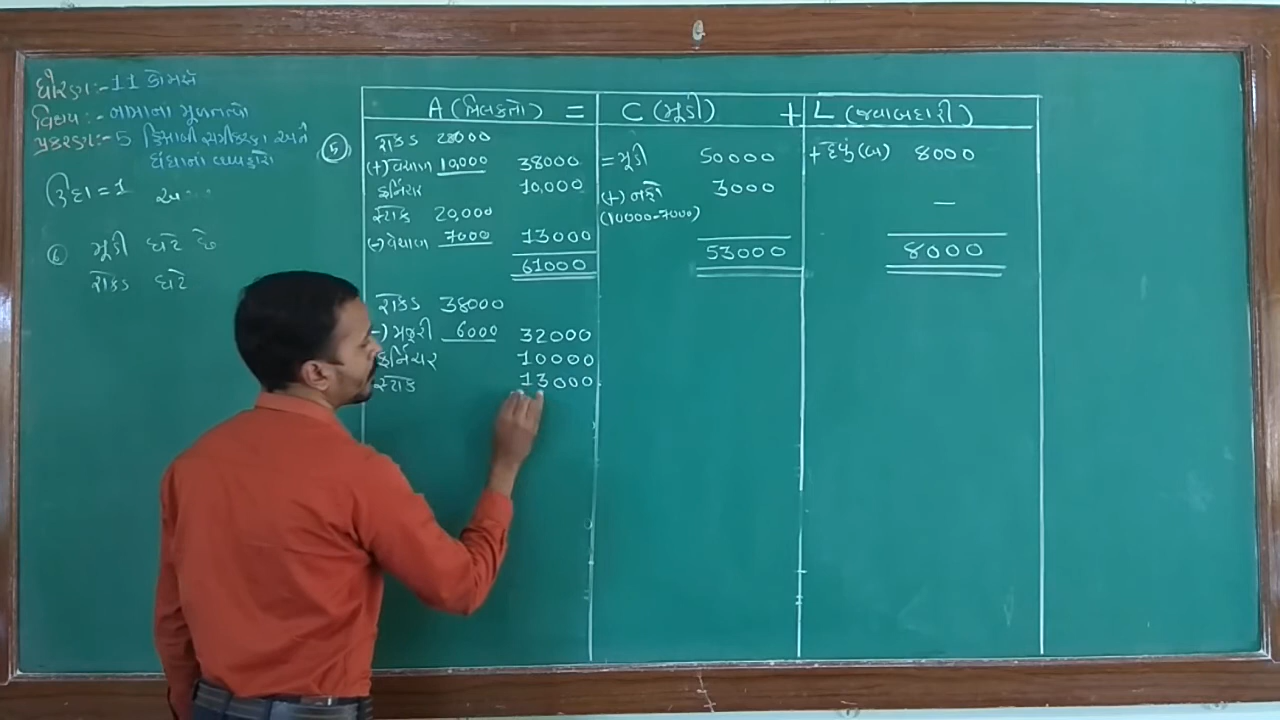 ધોરણ :- 11 કોમર્સ
વિષય :- નામાનાં મૂળતત્વો
પ્રકરણ :- 5 હિસાબી સમીકરણ અને
ધંધાના વ્યવહારો
ઉદા = 1
6 મૂડી ઘટે છે
રોકડ ઘટે
A (મિલકતો) = C (મૂડી) + L (જવાબદારી)
5 રોકડ 28000
(+) વેચાણ 10,000 38000 = મૂડી 50000 + દેવું (બ) 8000
ફર્નિચર 10,000 (+) નફો 3000 —
સ્ટોક 20,000 (10000-7000)
(-) વેચાણ 7000 13000
61000 53000 8000
રોકડ 38000
-) મજૂરી 6000 32000
ફર્નિચર 10000
સ્ટોક 13000